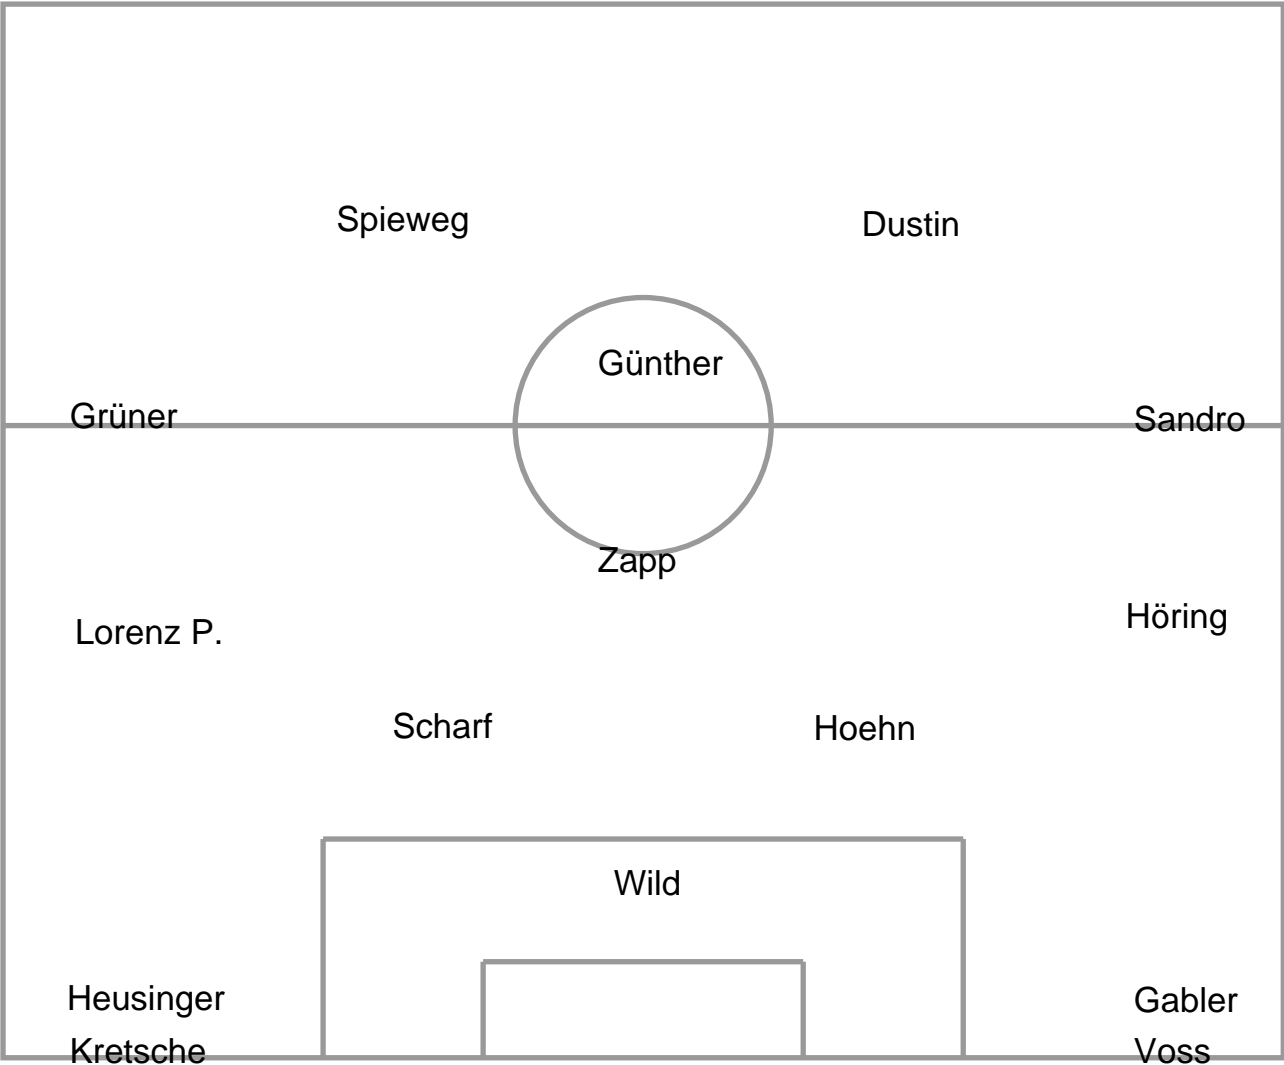 Spieweg
Dustin
Günther
Grüner
Sandro
Zapp
Lorenz P.
Höring
Scharf
Hoehn
Wild
Heusinger
Gabler
Kretsche
Voss